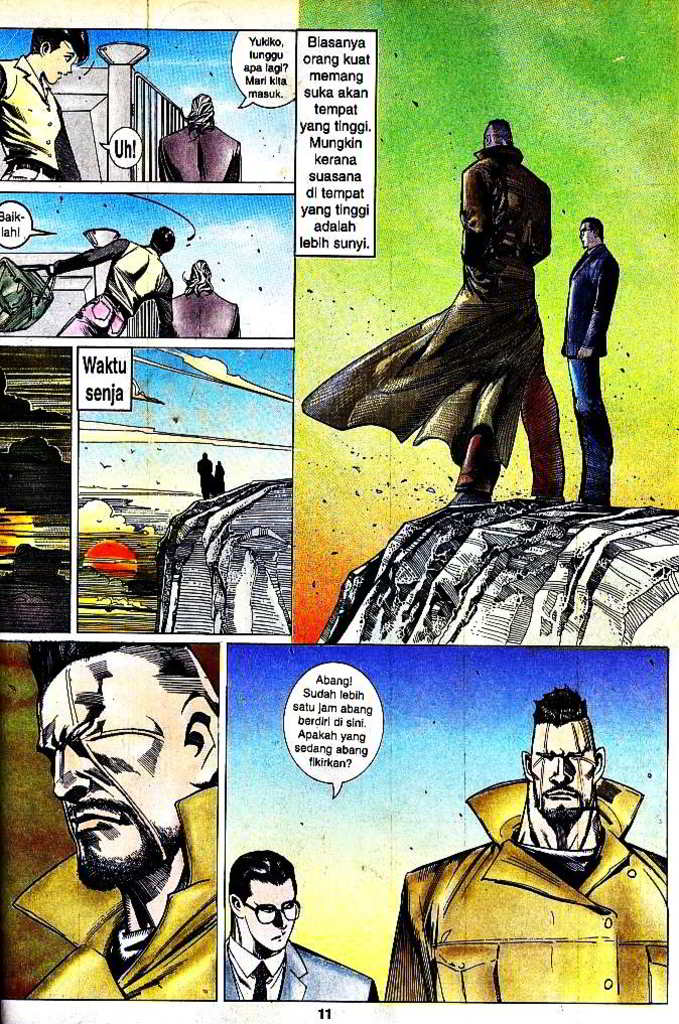 Yukiko,
tunggu
apa lagi?
Mari kita
masuk.
Uh!
Baik-
lah!
Biasanya
orang kuat
memang
suka akan
tempat
yang tinggi.
Mungkin
kerana
suasana
di tempat
yang tinggi
adalah
lebih sunyi.
Waktu
senja
Abang!
Sudah lebih
satu jam abang
berdiri di sini.
Apakah yang
sedang abang
fikirkan?
11